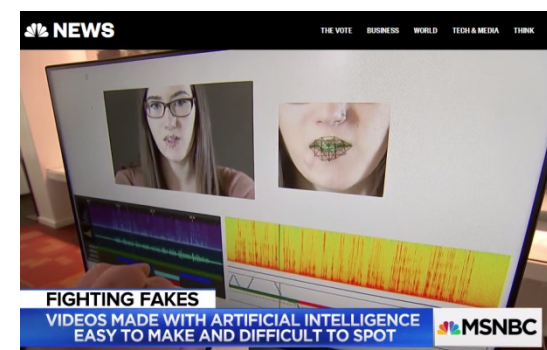 NBC NEWS
THE VOTE BUSINESS WORLD TECH & MEDIA THINK
FIGHTING FAKES
VIDEOS MADE WITH ARTIFICIAL INTELLIGENCE
EASY TO MAKE AND DIFFICULT TO SPOT
MSNBC